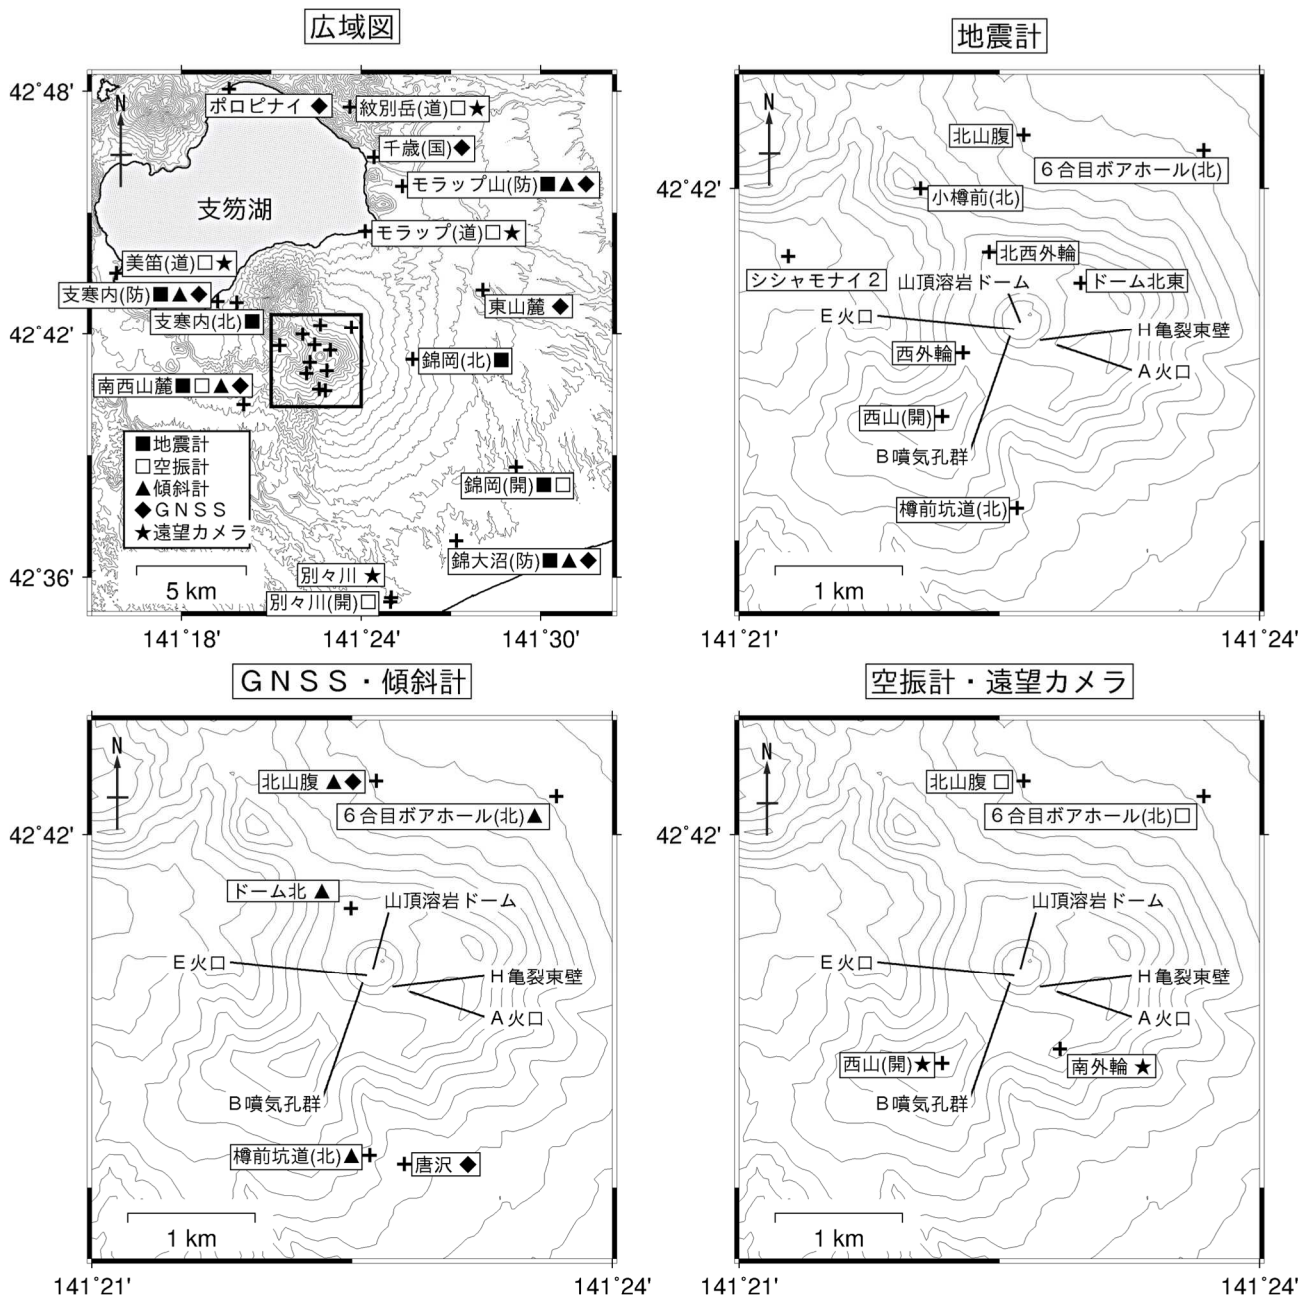 広域図
42°48'
42°42'
42°36'
141°18'
141°24'
141°30'
N
ポロピナイ ◆
紋別岳(道)□★
千歳(国)◆
モラップ山(防)■▲◆
支笏湖
モラップ(道)□★
美笛(道)□★
支寒内(防)■▲◆
支寒内(北)■
東山麓 ◆
錦岡(北)■
南西山麓■□▲◆
■地震計
□空振計
▲傾斜計
◆GNSS
★遠望カメラ
錦岡(開)■□
錦大沼(防)■▲◆
別々川 ★
別々川(開)□
5 km
地震計
42°42'
141°21'
141°24'
N
北山腹
6合目ボアホール(北)
小樽前(北)
北西外輪
シシャモナイ2
山頂溶岩ドーム
ドーム北東
E火口
H亀裂東壁
西外輪
A火口
西山(開)
B噴気孔群
樽前坑道(北)
1 km
GNSS・傾斜計
42°42'
141°21'
141°24'
N
北山腹 ▲◆
6合目ボアホール(北)▲
ドーム北 ▲
山頂溶岩ドーム
E火口
H亀裂東壁
A火口
B噴気孔群
樽前坑道(北)▲
唐沢 ◆
1 km
空振計・遠望カメラ
42°42'
141°21'
141°24'
N
北山腹 □
6合目ボアホール(北)□
山頂溶岩ドーム
E火口
H亀裂東壁
A火口
西山(開)★
南外輪 ★
B噴気孔群
1 km